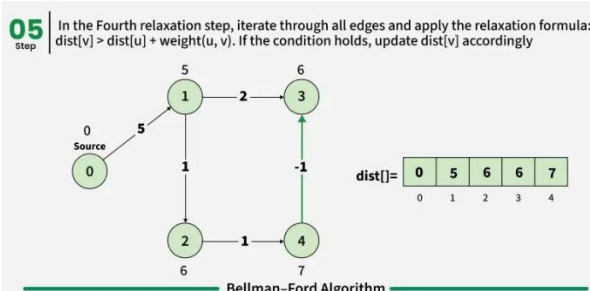 05
Step
In the Fourth relaxation step, iterate through all edges and apply the relaxation formula:
dist[v] > dist[u] + weight(u, v). If the condition holds, update dist[v] accordingly
5
6
1
2
3
0
Source
5
0
1
-1
dist[]=
0 5 6 6 7
0 1 2 3 4
2
1
4
6
7
Bellman–Ford Algorithm